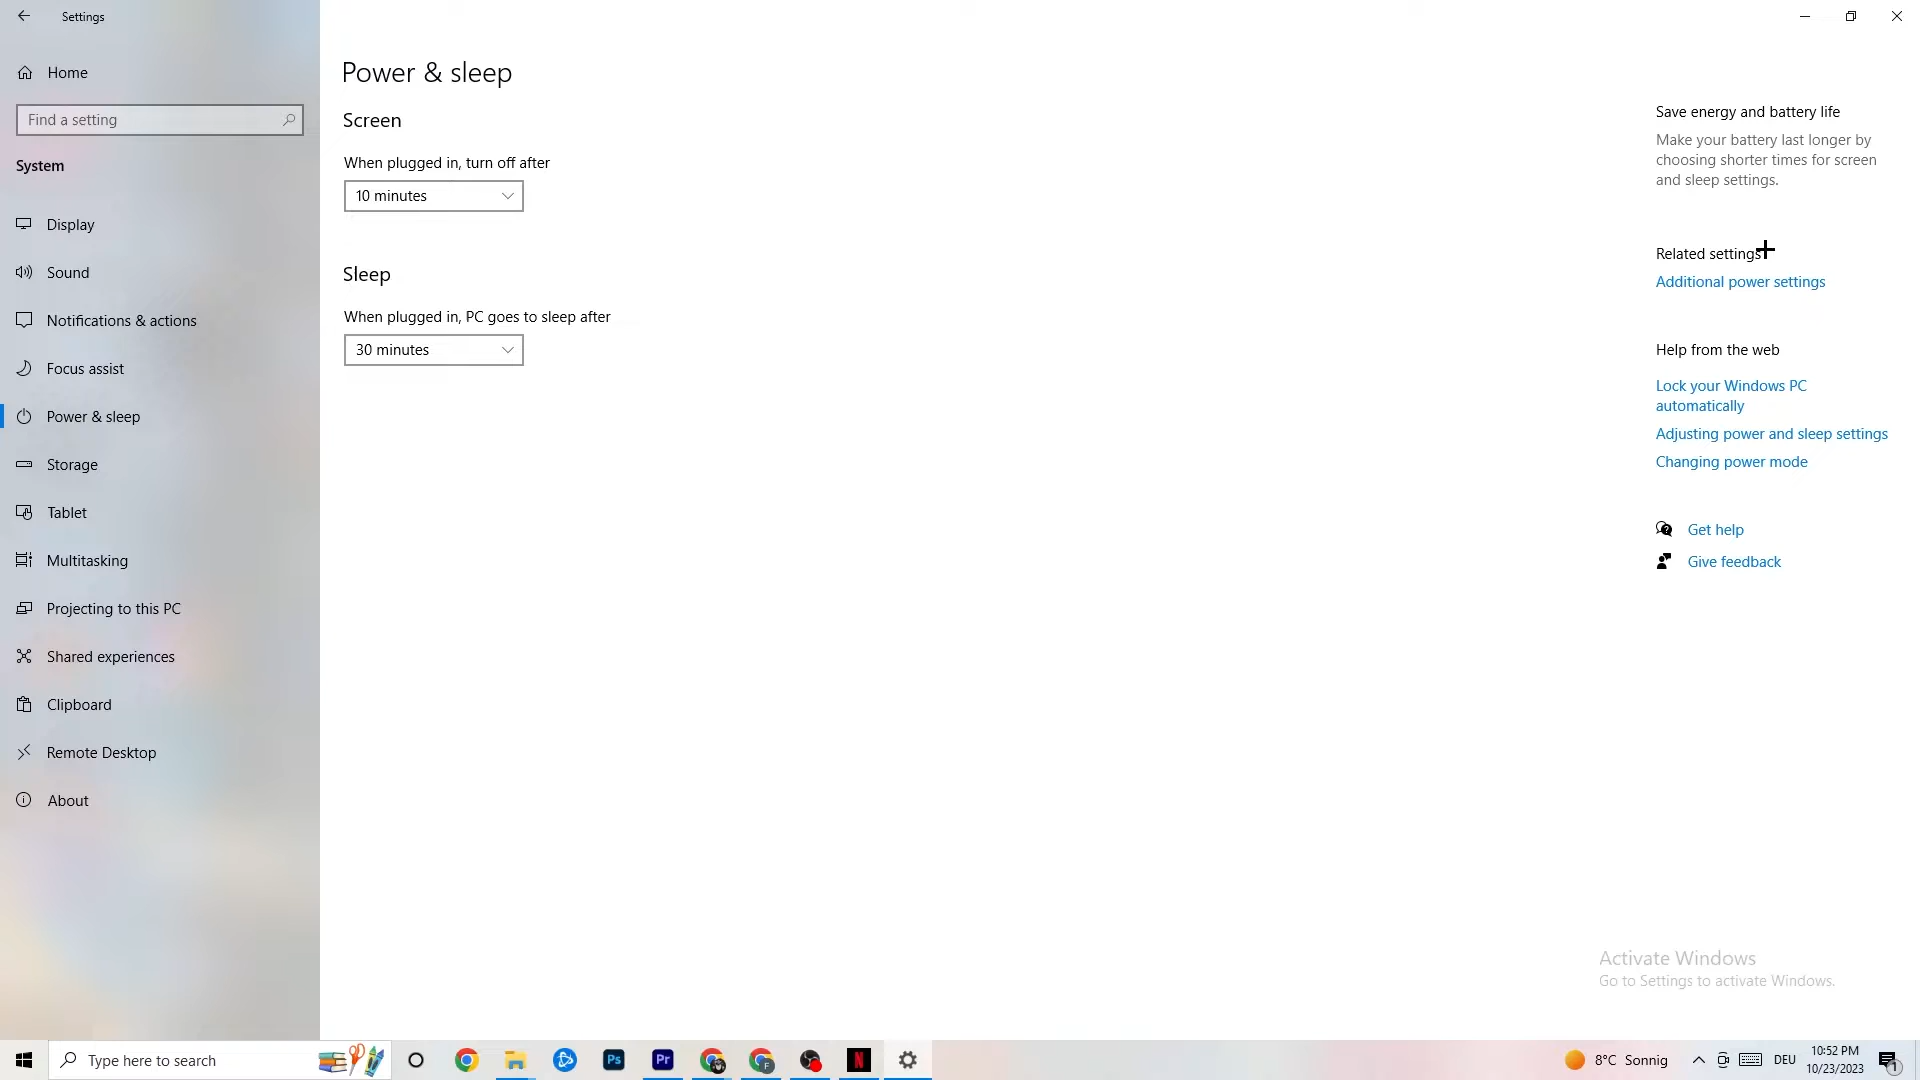 Settings
Home
Find a setting
System
Display
Sound
Notifications & actions
Focus assist
Power & sleep
Storage
Tablet
Multitasking
Projecting to this PC
Shared experiences
Clipboard
Remote Desktop
About
Power & sleep
Screen
When plugged in, turn off after
10 minutes
Sleep
When plugged in, PC goes to sleep after
30 minutes
Save energy and battery life
Make your battery last longer by
choosing shorter times for screen
and sleep settings.
Related settings
Additional power settings
Help from the web
Lock your Windows PC
automatically
Adjusting power and sleep settings
Changing power mode
Get help
Give feedback
Activate Windows
Go to Settings to activate Windows.
Type here to search
Ps
Pr
F
N
8°C Sonnig
DEU
10:52 PM
10/23/2023
1